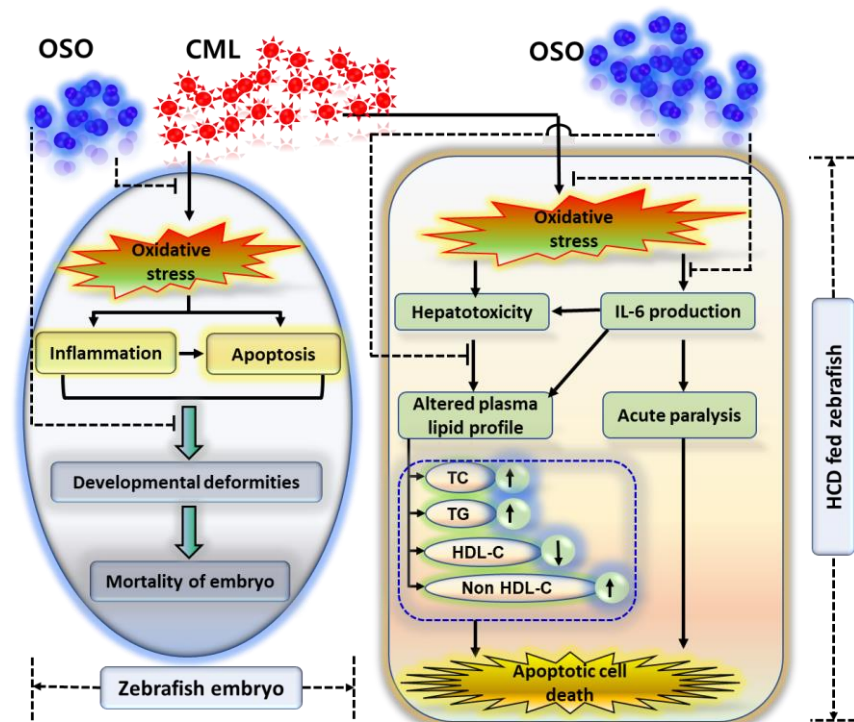 OSO
CML
OSO
Oxidative
stress
Inflammation
Apoptosis
Developmental deformities
Mortality of embryo
Zebrafish embryo
Oxidative
stress
Hepatotoxicity
IL-6 production
Altered plasma
lipid profile
Acute paralysis
TC
TG
HDL-C
Non HDL-C
Apoptotic cell
death
HCD fed zebrafish